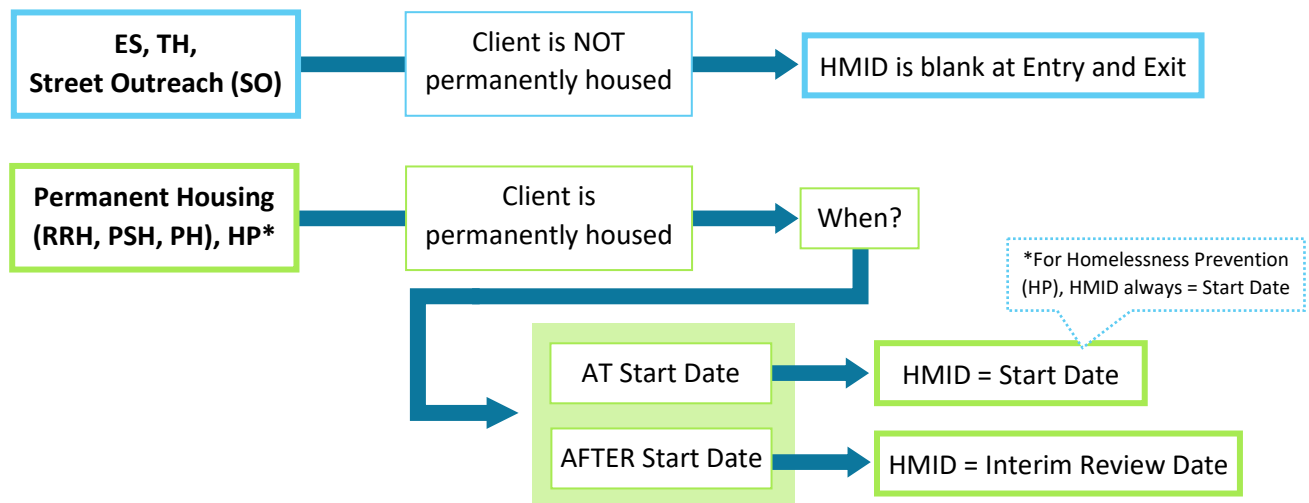 ES, TH,
Street Outreach (SO)
Client is NOT
permanently housed
HMID is blank at Entry and Exit
Permanent Housing
(RRH, PSH, PH), HP*
Client is
permanently housed
When?
*For Homelessness Prevention
(HP), HMID always = Start Date
AT Start Date
HMID = Start Date
AFTER Start Date
HMID = Interim Review Date